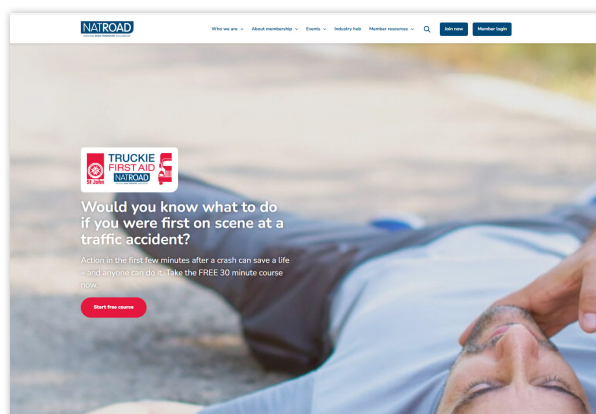 NATROAD
Who we are
About membership
Events
Industry hub
Member resources
Join now
Member login
St John
TRUCKIE
FIRST AID
NATROAD
Would you know what to do
if you were first on scene at a
traffic accident?
Action in the first few minutes after a crash can save a life
– and anyone can do it. Take the FREE 30 minute course
now.
Start free course